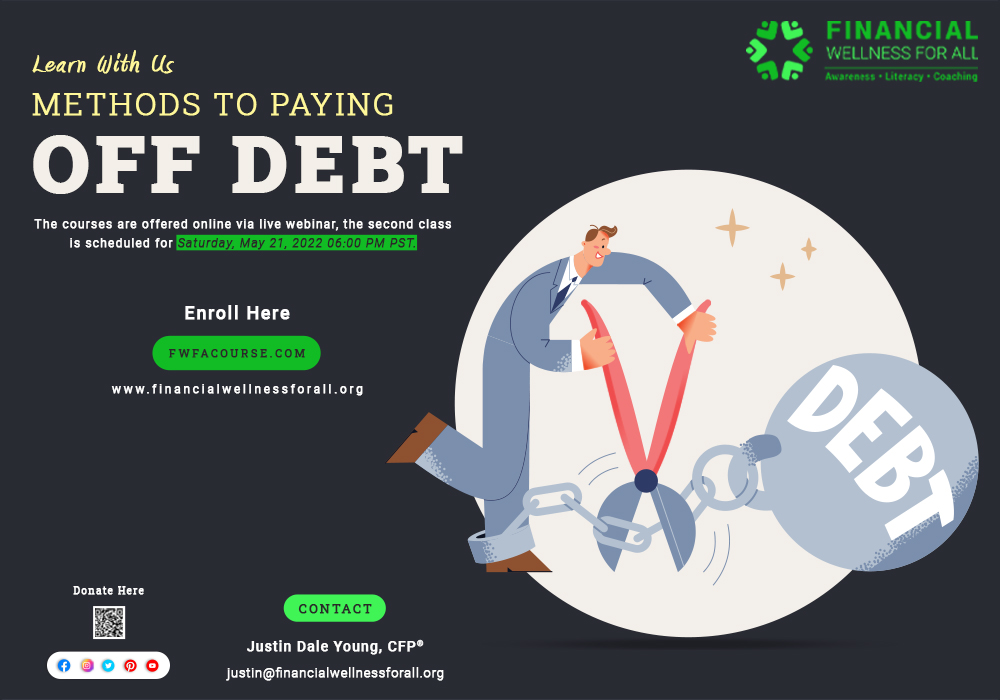 FINANCIAL
WELLNESS FOR ALL
Awareness • Literacy • Coaching
Learn With Us
METHODS TO PAYING
OFF DEBT
The courses are offered online via live webinar, the second class
is scheduled for Saturday, May 21, 2022 06:00 PM PST.
Enroll Here
FWFACOURSE.COM
www.financialwellnessforall.org
DEBT
Donate Here
CONTACT
Justin Dale Young, CFP®
justin@financialwellnessforall.org